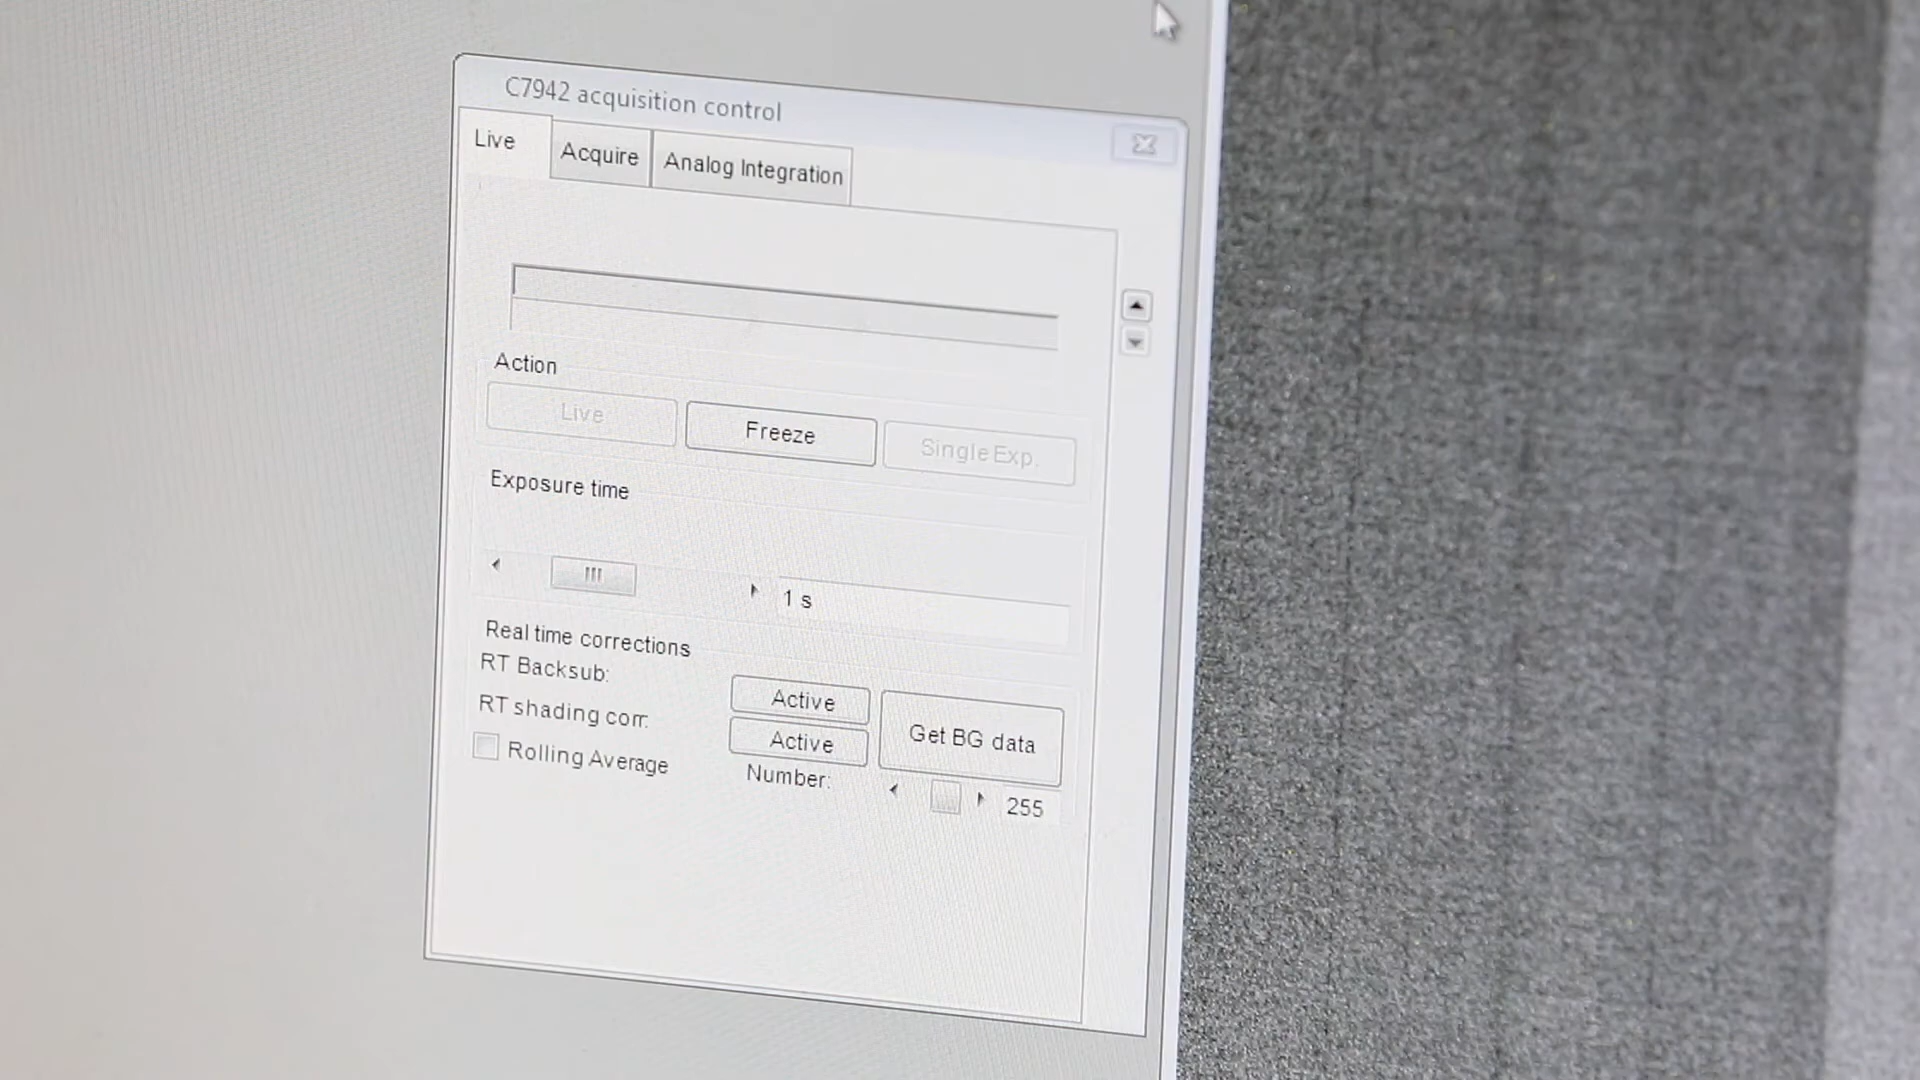 C7942 acquisition control
Live
Acquire
Analog Integration
Action
Live
Freeze
Single Exp.
Exposure time
1 s
Real time corrections
RT Backsub:
Active
Get BG data
RT shading corr:
Active
Rolling Average
Number:
255